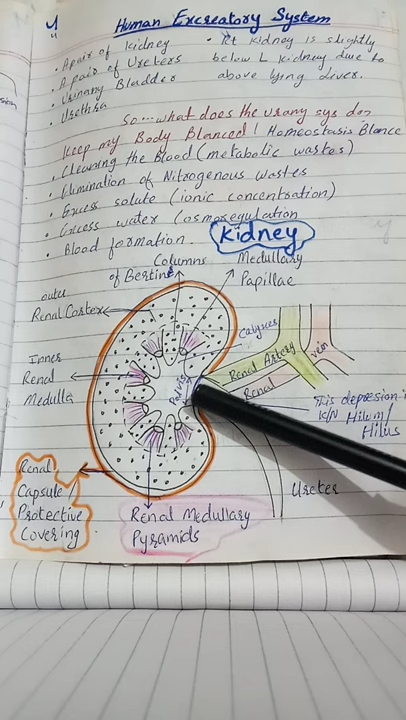 Human Excreatory System
. A pair of kidney
. A pair of Ureters
. Urinary Bladder
. Urethra
. Rt kidney is slightly
below L kidney due to
above lying Liver.
So...what does the urany sys do
Keep my Body Blanced! Homeostasis Blance
. Cleaning the Blood (metabolic wastes)
. Elimination of Nitrogenous wastes
. Excess solute (ionic concentration)
. Excess water (osmoregulation
. Blood formation.
Kidney
Columns
of Bertine
Medullary
Papillae
outer
Renal Cortex
Calyses
Renal Artery
vein
Renal
Inner
Renal
Medulla
Pelvis
This depresion i
K/N Hilum/
Hilus
Ureter
Renal
Capsule
Protective
Covering
Renal Medullary
Pyramids